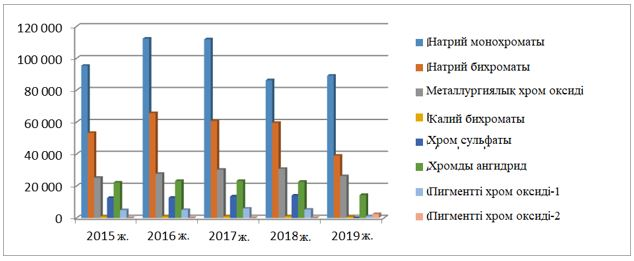 120 000
100 000
80 000
60 000
40 000
20 000
0
2015 ж. 2016 ж. 2017 ж. 2018 ж. 2019 ж.
Натрий монохроматы
Натрий бихроматы
Металлургиялық хром оксиді
Калий бихроматы
Хром сульфаты
Хромды ангидрид
Пигментті хром оксиді-1
Пигментті хром оксиді-2